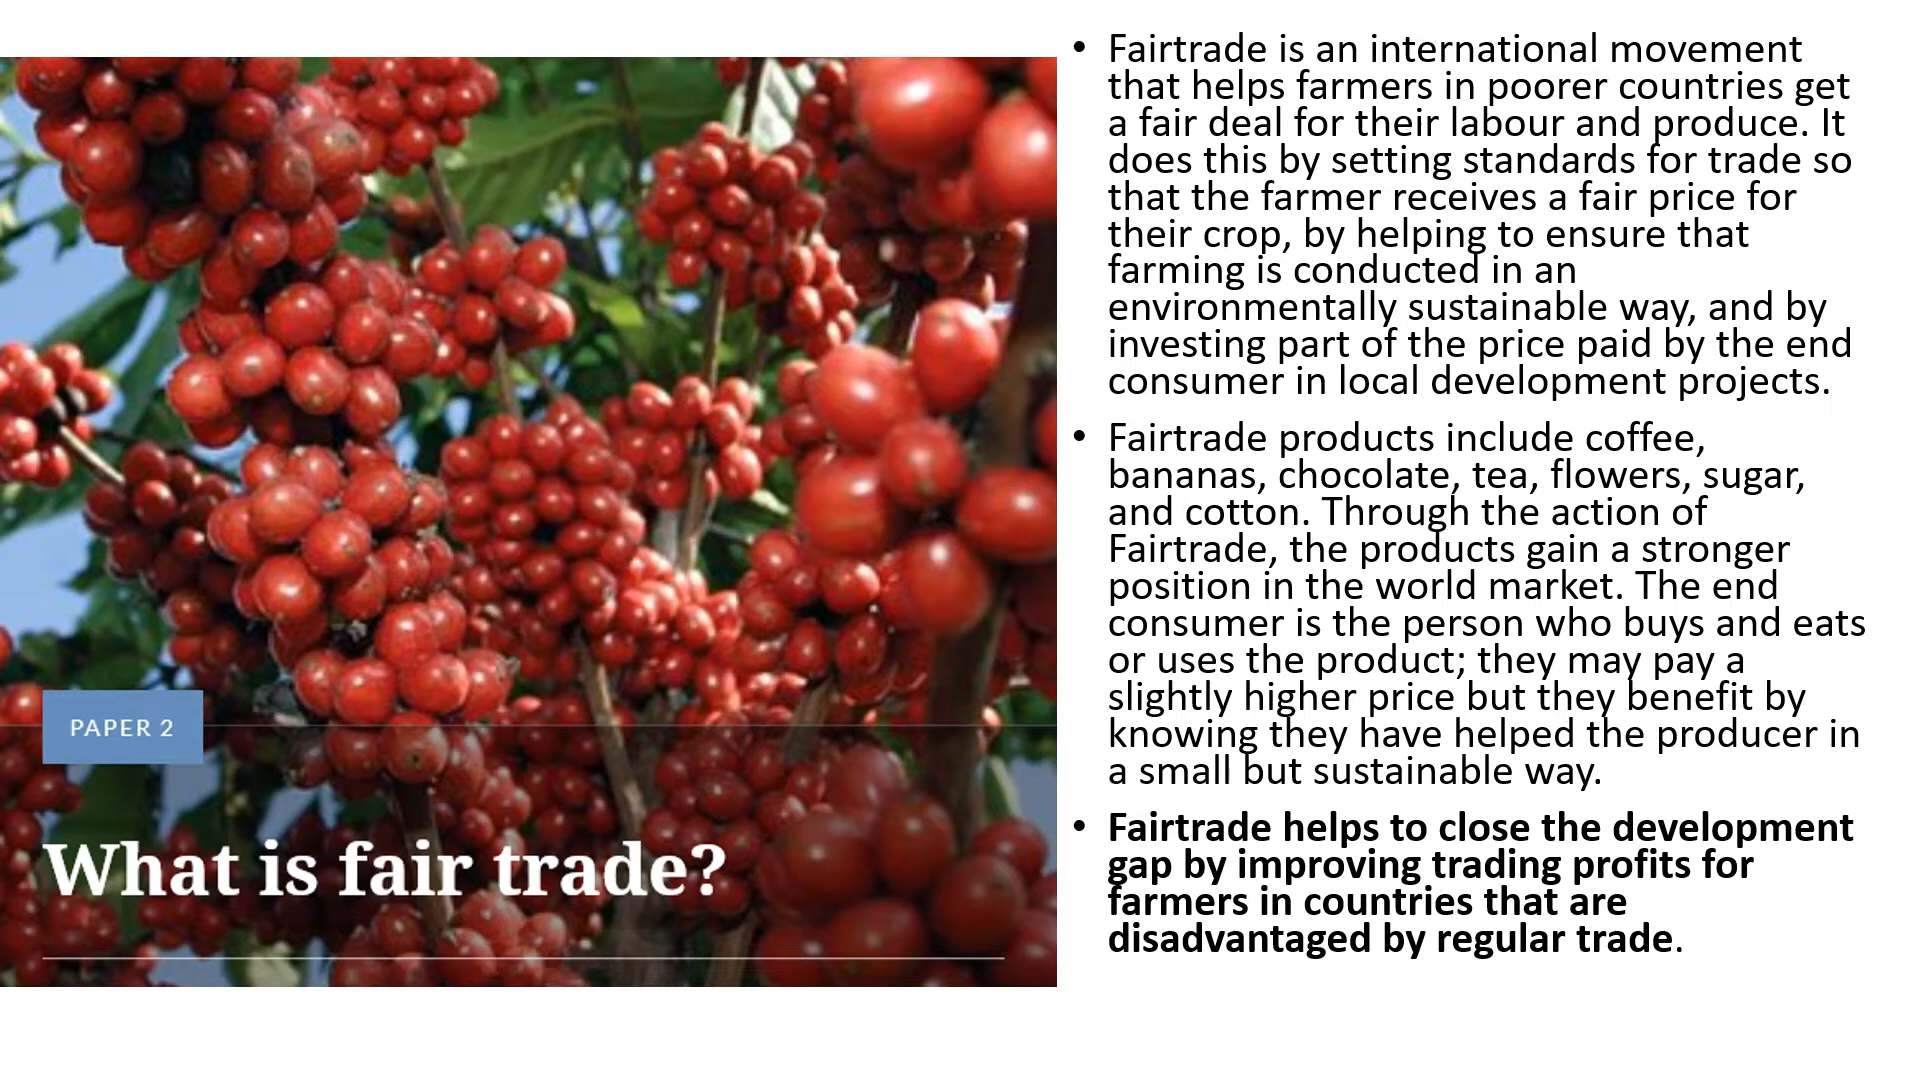 PAPER 2
What is fair trade?
• Fairtrade is an international movement
that helps farmers in poorer countries get
a fair deal for their labour and produce. It
does this by setting standards for trade so
that the farmer receives a fair price for
their crop, by helping to ensure that
farming is conducted in an
environmentally sustainable way, and by
investing part of the price paid by the end
consumer in local development projects.
• Fairtrade products include coffee,
bananas, chocolate, tea, flowers, sugar,
and cotton. Through the action of
Fairtrade, the products gain a stronger
position in the world market. The end
consumer is the person who buys and eats
or uses the product; they may pay a
slightly higher price but they benefit by
knowing they have helped the producer in
a small but sustainable way.
• Fairtrade helps to close the development
gap by improving trading profits for
farmers in countries that are
disadvantaged by regular trade.